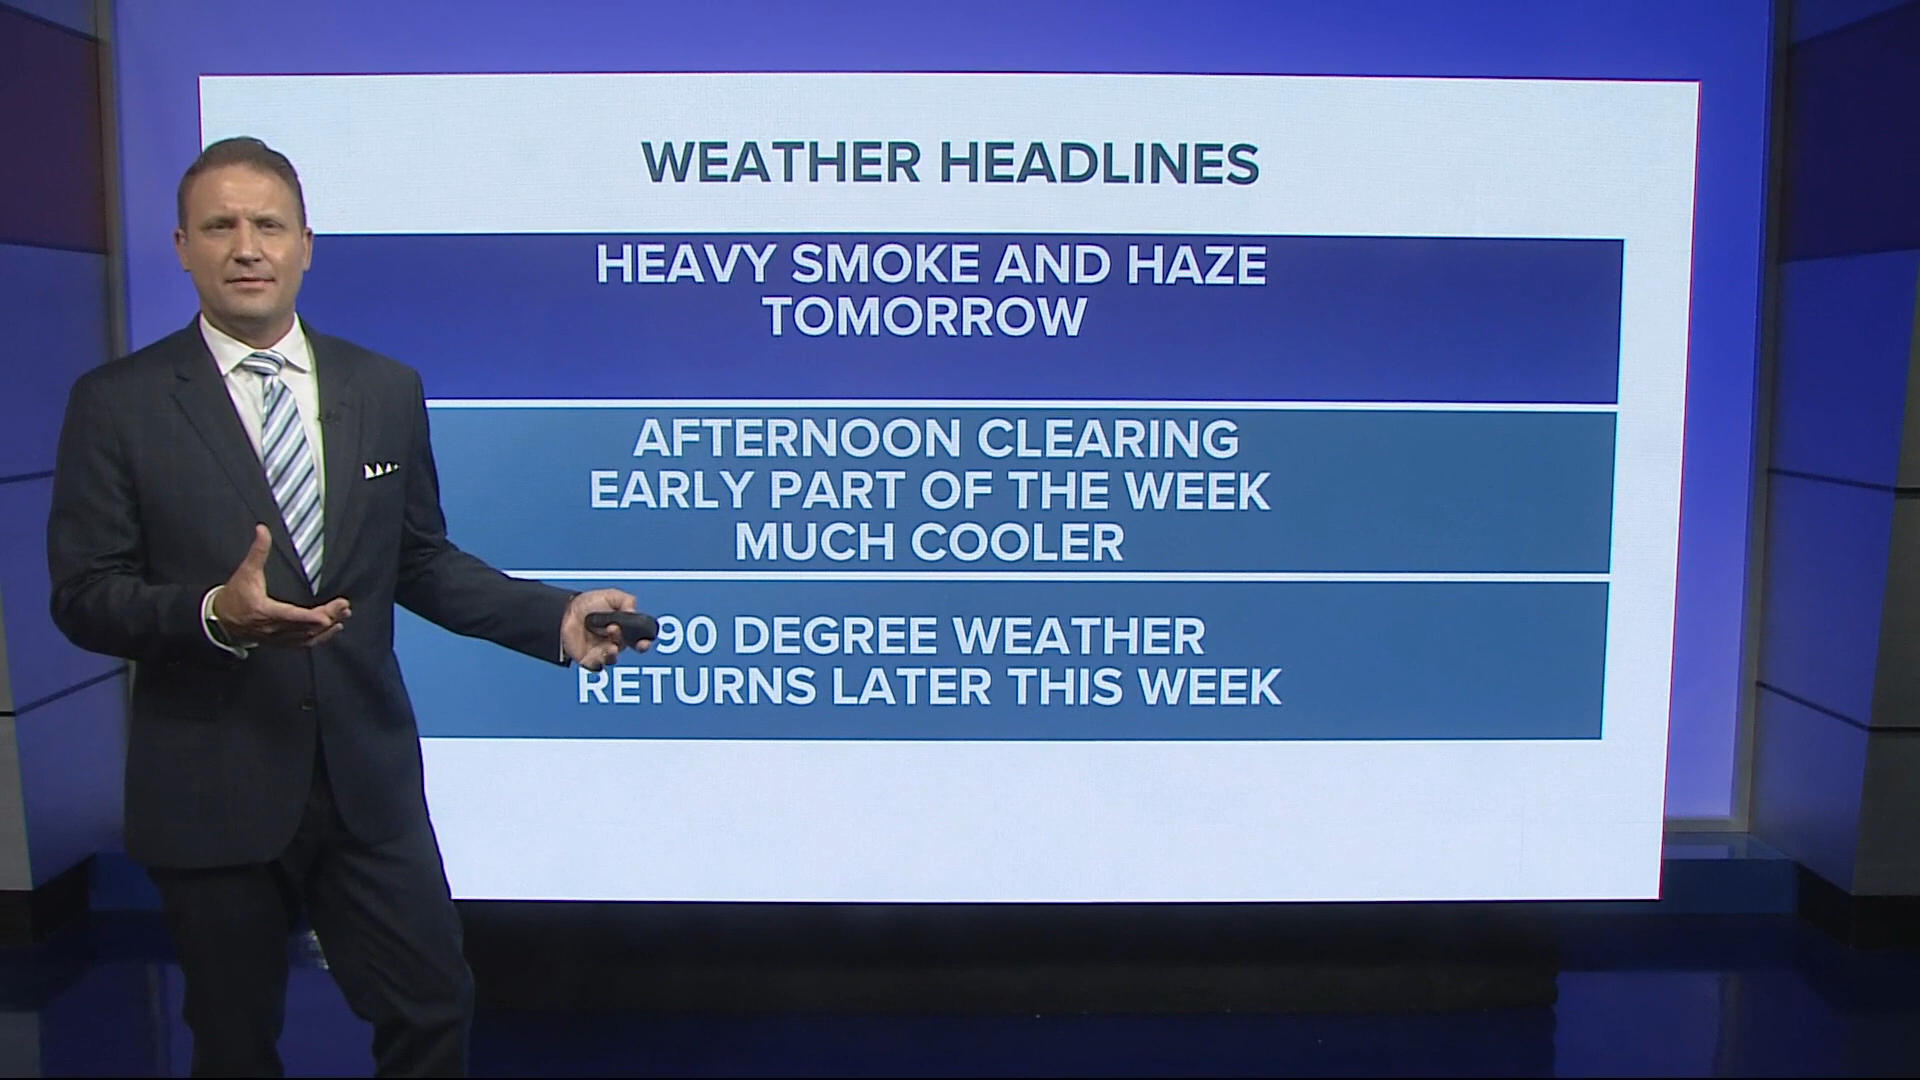 WEATHER HEADLINES
HEAVY SMOKE AND HAZE
TOMORROW
AFTERNOON CLEARING
EARLY PART OF THE WEEK
MUCH COOLER
90 DEGREE WEATHER
RETURNS LATER THIS WEEK